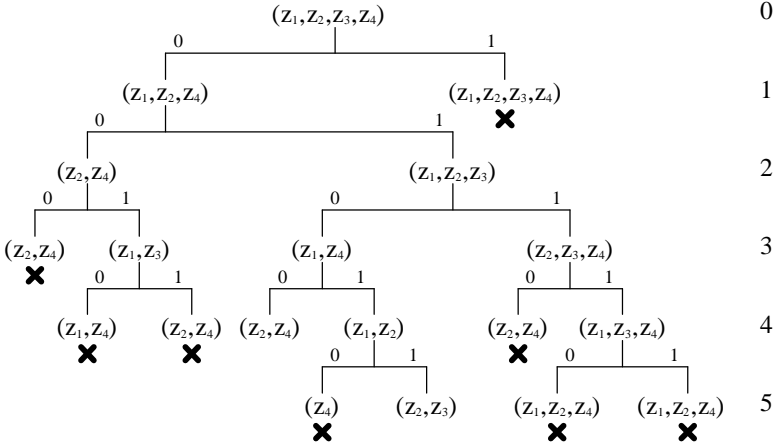 (z₁,z₂,z₃,z₄) 0
0 1
(z₁,z₂,z₄) (z₁,z₂,z₃,z₄) 1
0 1
(z₂,z₄) (z₁,z₂,z₃) 2
0 1 0 1
(z₂,z₄) (z₁,z₃) (z₁,z₄) (z₂,z₃,z₄) 3
0 1 0 1 0 1
(z₁,z₄) (z₂,z₄) (z₂,z₄) (z₁,z₂) (z₂,z₄) (z₁,z₃,z₄) 4
0 1 0 1
(z₄) (z₂,z₃) (z₁,z₂,z₄) (z₁,z₂,z₄) 5